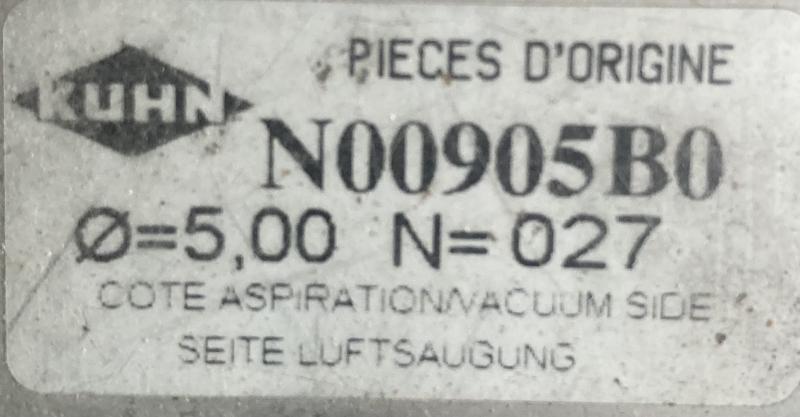 KUHN
PIECES D'ORIGINE
N00905B0
Ø=5,00 N=027
COTE ASPIRATION/VACUUM SIDE
SEITE LUFTSAUGUNG